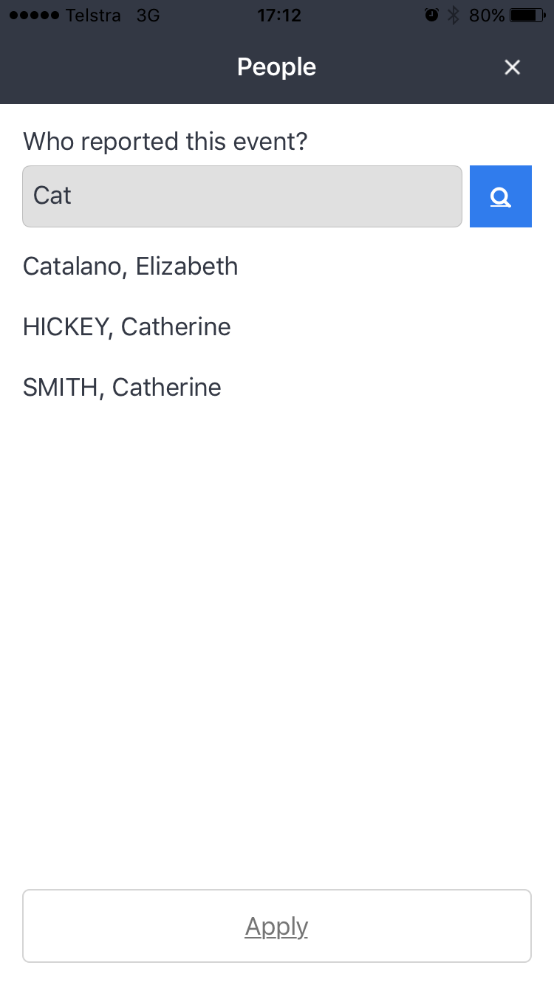 Telstra 3G 17:12 80%
People
Who reported this event?
Cat
Catalano, Elizabeth
HICKEY, Catherine
SMITH, Catherine
Apply